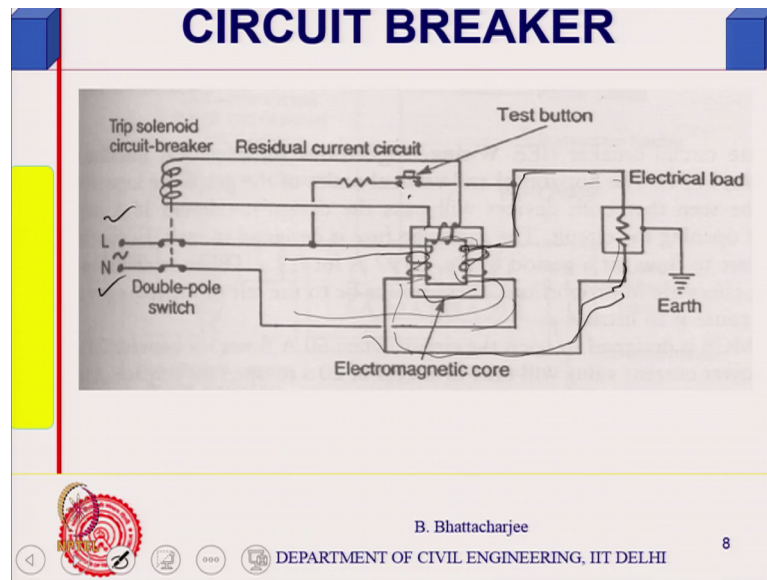 CIRCUIT BREAKER
Test button
Trip solenoid
circuit-breaker
Residual current circuit
Electrical load
L
N
Double-pole
switch
Earth
Electromagnetic core
NPTEL
B. Bhattacharjee
8
DEPARTMENT OF CIVIL ENGINEERING, IIT DELHI